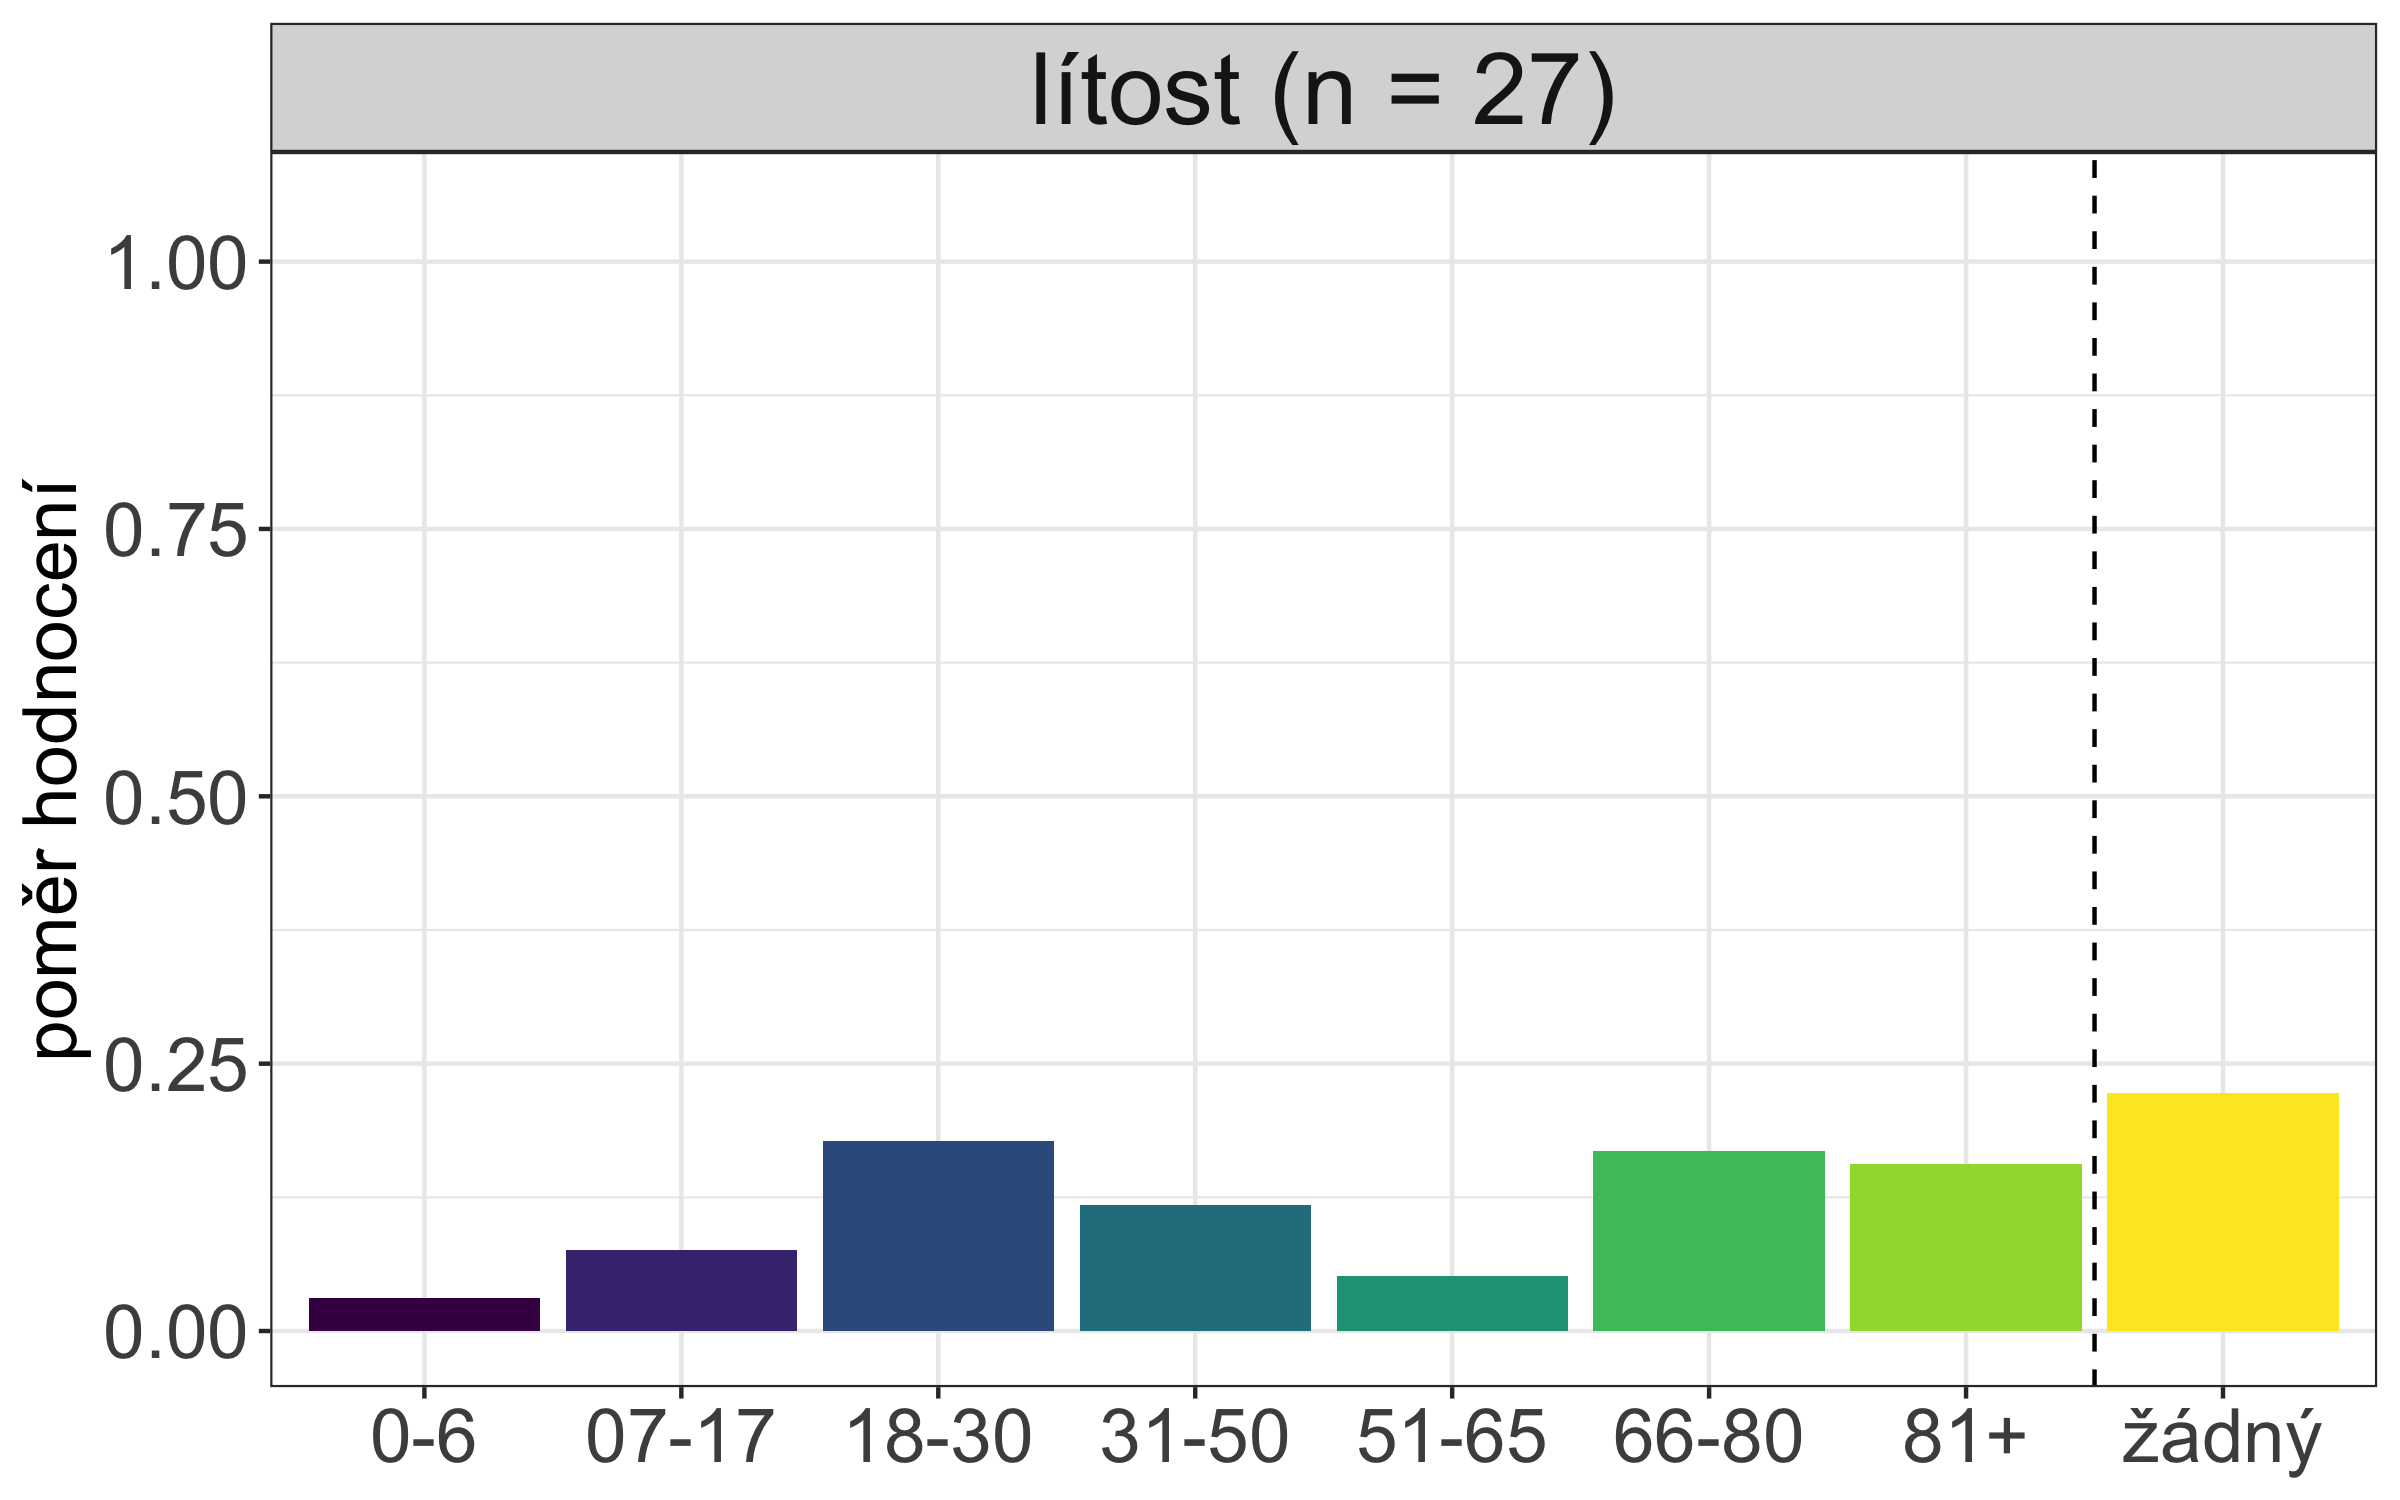 lítost (n = 27)
poměr hodnocení
1.00
0.75
0.50
0.25
0.00
0-6 07-17 18-30 31-50 51-65 66-80 81+ žádný